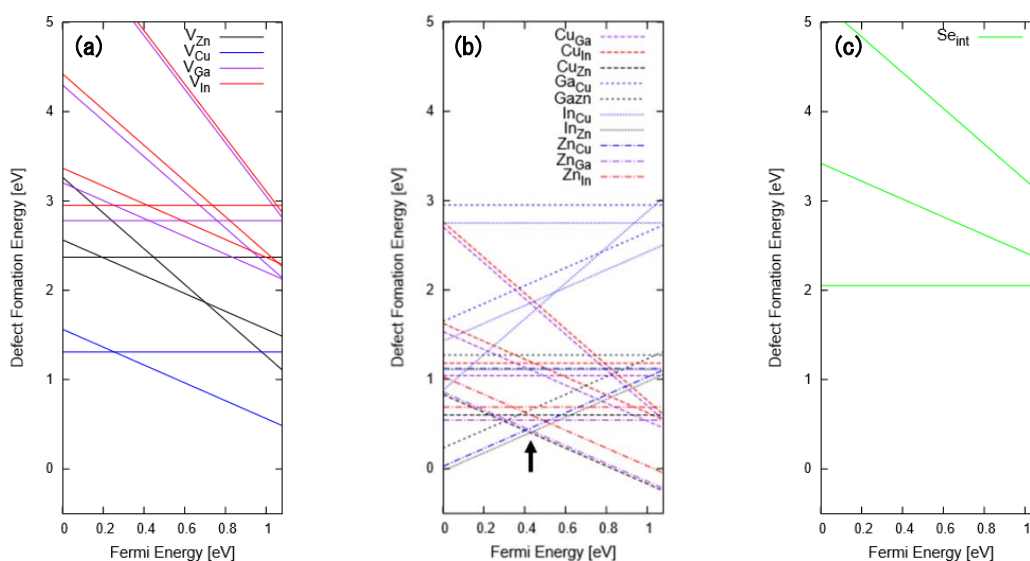 (a)
V_Zn
V_Cu
V_Ga
V_In
Defect Fomation Energy [eV]
5
4
3
2
1
0
0 0.2 0.4 0.6 0.8 1
Fermi Energy [eV]
(b)
Cu_Ga
Cu_In
Cu_Zn
Ga_Cu
Gazn
In_Cu
In_Zn
Zn_Cu
Zn_Ga
Zn_In
Defect Fomation Energy [eV]
5
4
3
2
1
0
0 0.2 0.4 0.6 0.8 1
Fermi Energy [eV]
(c)
Se_int
Defect Fomation Energy [eV]
5
4
3
2
1
0
0 0.2 0.4 0.6 0.8 1
Fermi Energy [eV]